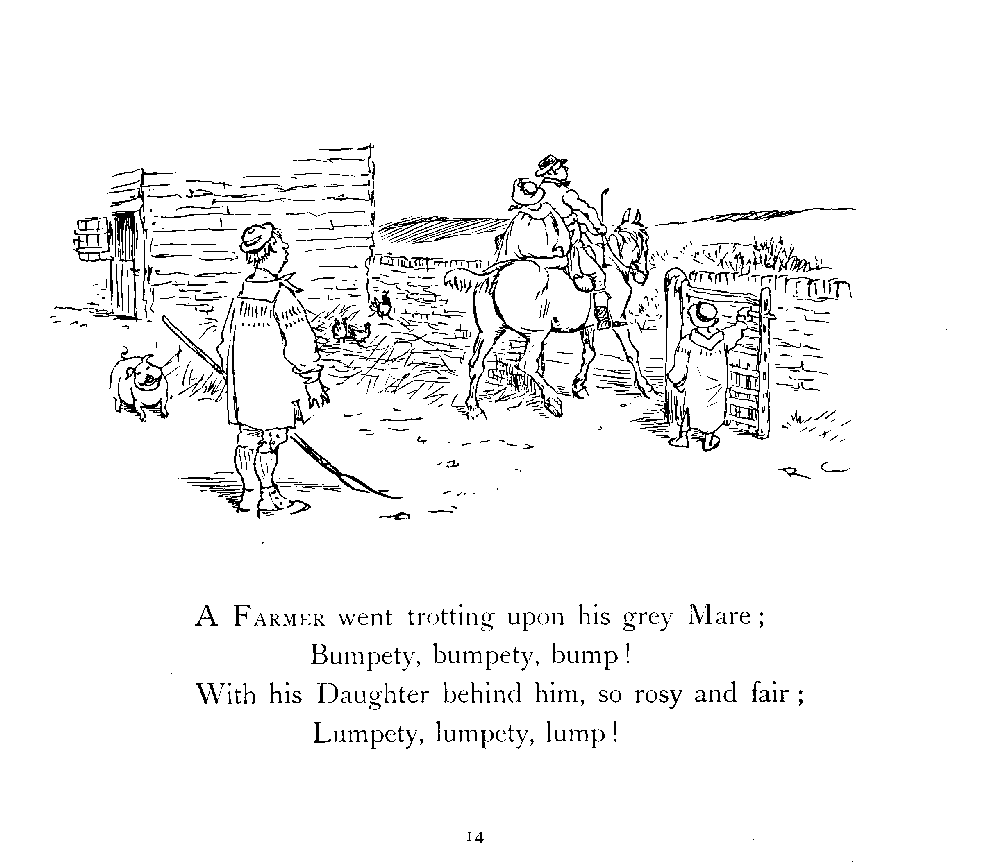 R C
A FARMER went trotting upon his grey Mare ;
Bumpety, bumpety, bump !
With his Daughter behind him, so rosy and fair ;
Lumpety, lumpety, lump !
14